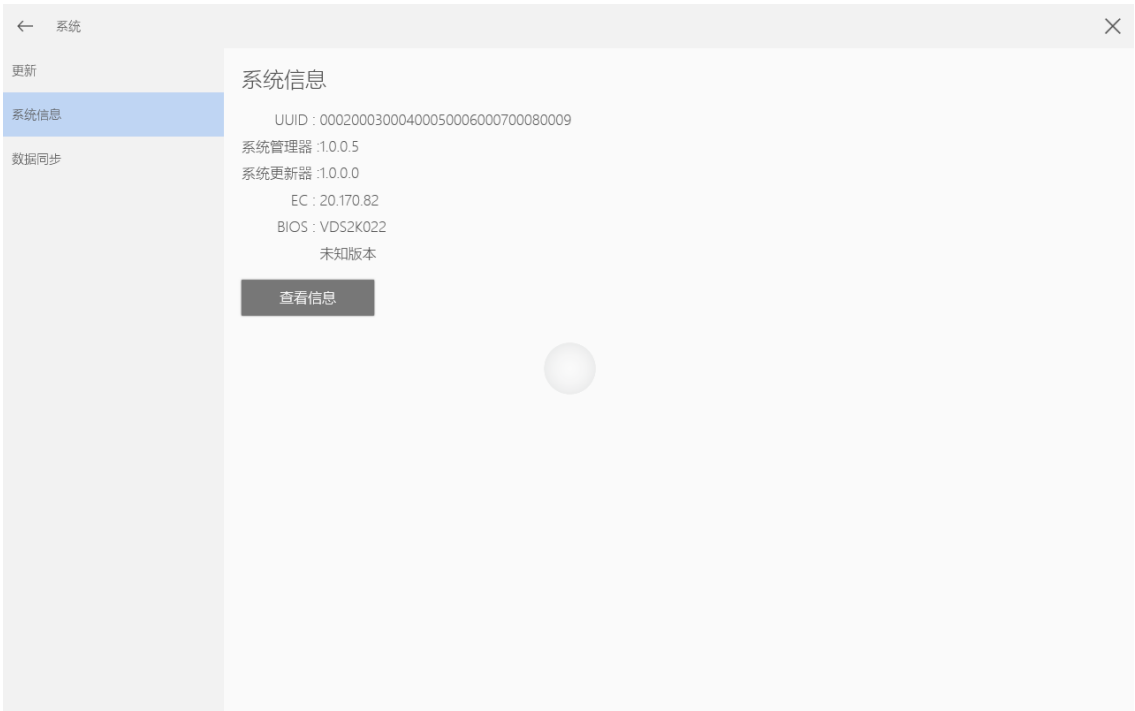 系统
更新
系统信息
数据同步
系统信息
UUID : 00020003000400050006000700080009
系统管理器 :1.0.0.5
系统更新器 :1.0.0.0
EC : 20.170.82
BIOS : VDS2K022
未知版本
查看信息